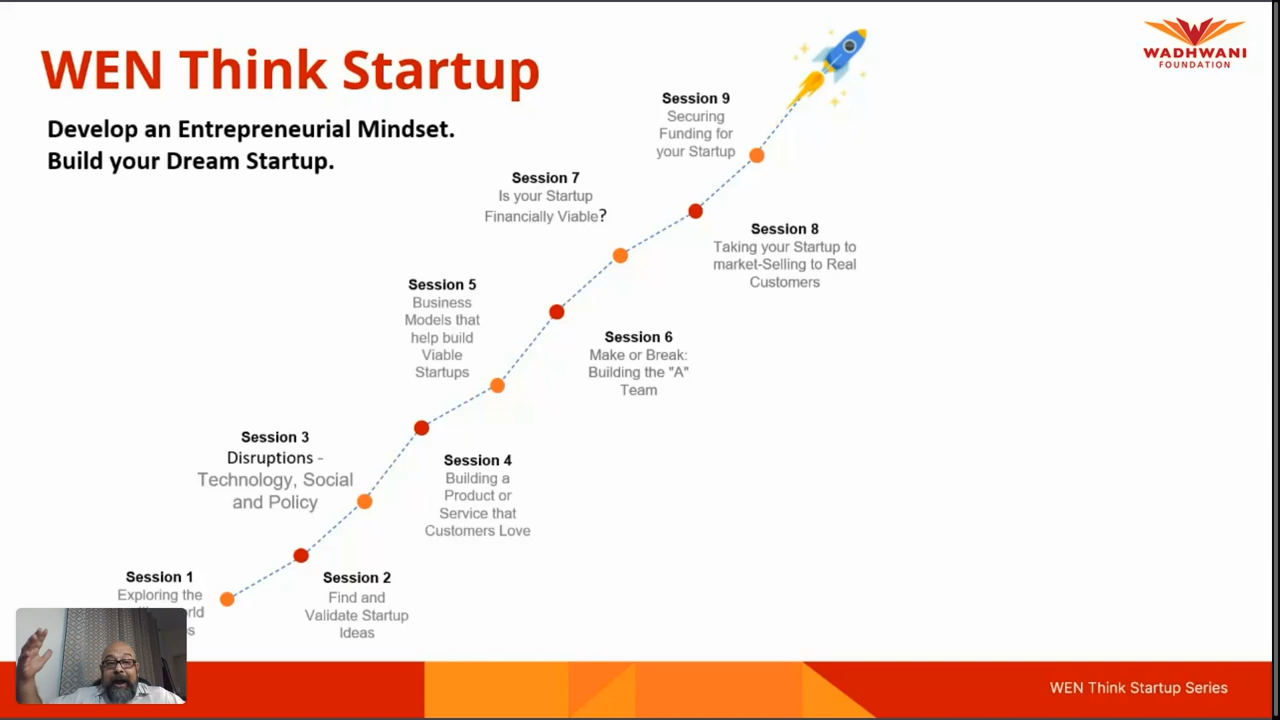 WEN Think Startup
Develop an Entrepreneurial Mindset.
Build your Dream Startup.
WADHWANI
FOUNDATION
Session 9
Securing
Funding for
your Startup
Session 7
Is your Startup
Financially Viable?
Session 8
Taking your Startup to
market-Selling to Real
Customers
Session 5
Business
Models that
help build
Viable
Startups
Session 6
Make or Break:
Building the "A"
Team
Session 3
Disruptions -
Technology, Social
and Policy
Session 4
Building a
Product or
Service that
Customers Love
Session 1
Exploring the
Session 2
Find and
Validate Startup
Ideas
WEN Think Startup Series